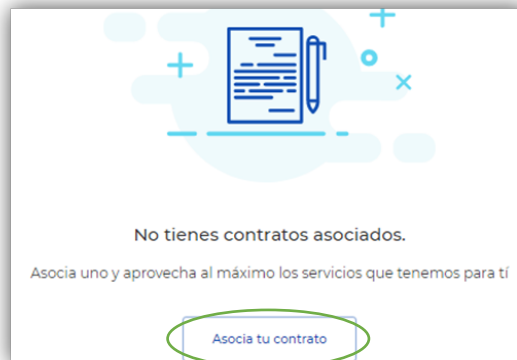 No tienes contratos asociados.
Asocia uno y aprovecha al máximo los servicios que tenemos para tí
Asocia tu contrato